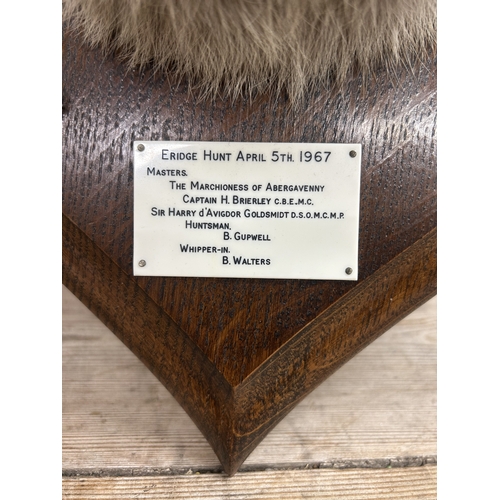 Eridge Hunt April 5th. 1967
Masters.
The Marchioness of Abergavenny
Captain H. Brierley C.B.E.,M.C.
Sir Harry d'Avigdor Goldsmidt D.S.O.M.C.M.P.
Huntsman.
B. Gupwell
Whipper-in.
B. Walters